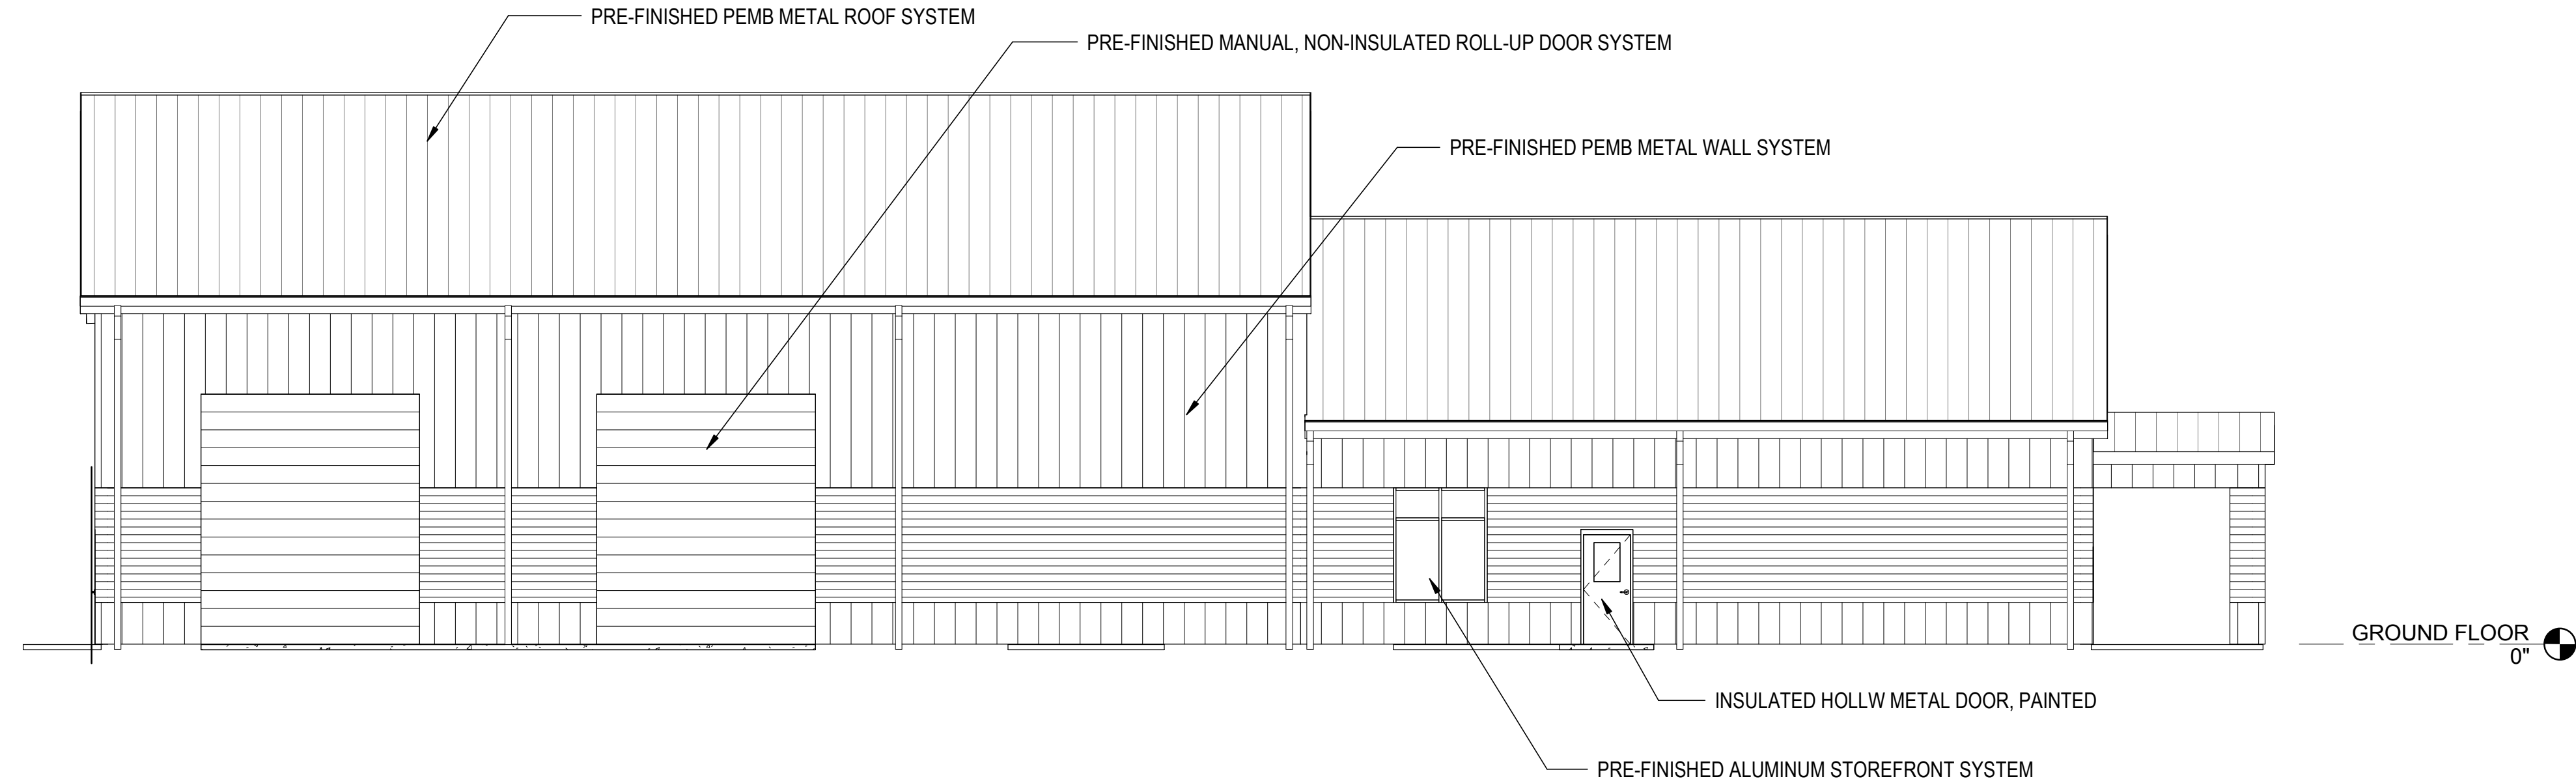 PRE-FINISHED PEMB METAL ROOF SYSTEM
PRE-FINISHED MANUAL, NON-INSULATED ROLL-UP DOOR SYSTEM
PRE-FINISHED PEMB METAL WALL SYSTEM
GROUND FLOOR
0"
INSULATED HOLLW METAL DOOR, PAINTED
PRE-FINISHED ALUMINUM STOREFRONT SYSTEM